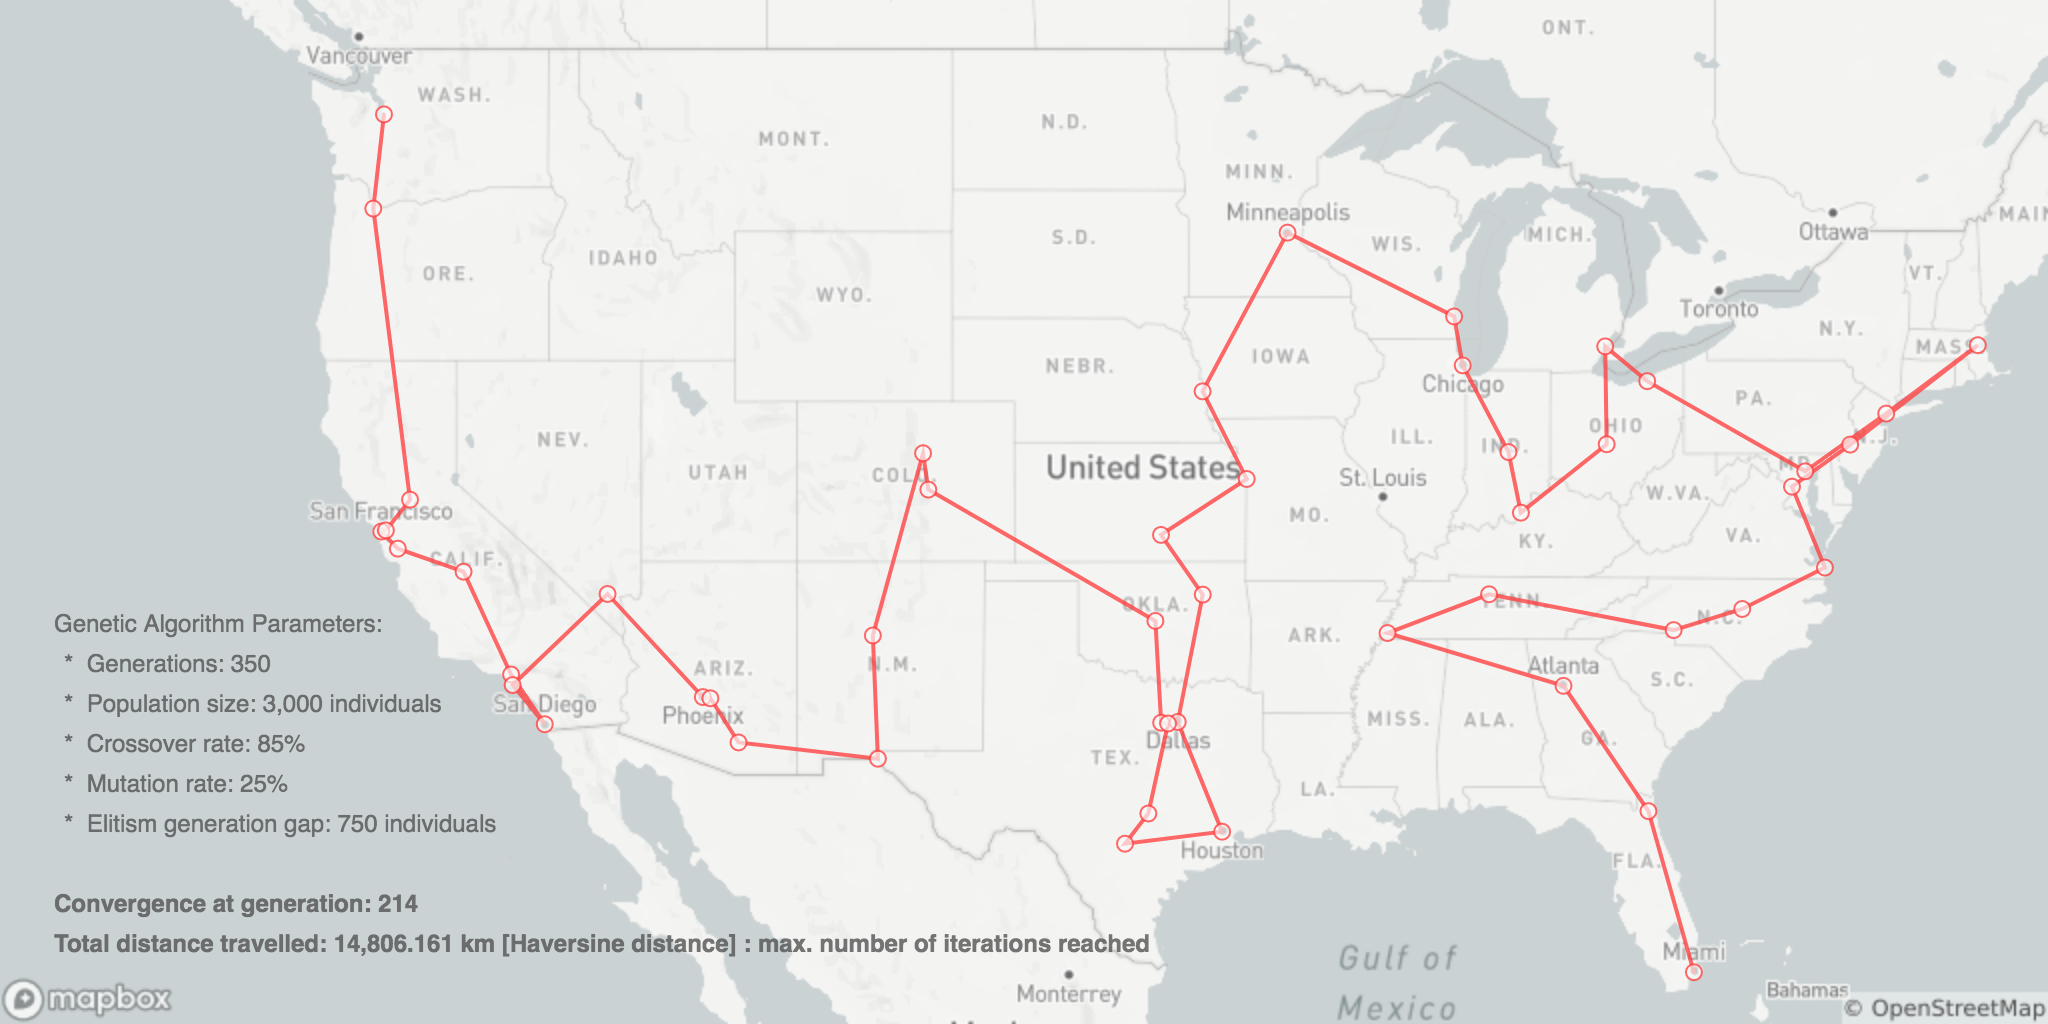 ONT.
Vancouver
WASH.
MONT.
N.D.
MINN.
Minneapolis
Ottawa
MICH.
WIS.
S.D.
IDAHO
ORE.
WYO.
VT.
Toronto
N.Y.
MASS
IOWA
NEBR.
Chicago
PA.
OHIO
N.J.
NEV.
UTAH
COLO.
United States
ILL.
IND.
St. Louis
MD.
W.VA.
San Francisco
MO.
KY.
VA.
CALIF.
OKLA.
TENN.
N.C.
ARK.
Genetic Algorithm Parameters:
* Generations: 350
* Population size: 3,000 individuals
* Crossover rate: 85%
* Mutation rate: 25%
* Elitism generation gap: 750 individuals
ARIZ.
N.M.
Atlanta
S.C.
San Diego
Phoenix
Dallas
MISS.
ALA.
GA.
TEX.
LA.
Houston
FLA.
Convergence at generation: 214
Total distance travelled: 14,806.161 km [Haversine distance] : max. number of iterations reached
Miami
Gulf of
Mexico
Monterrey
Bahamas
mapbox
© OpenStreetMap